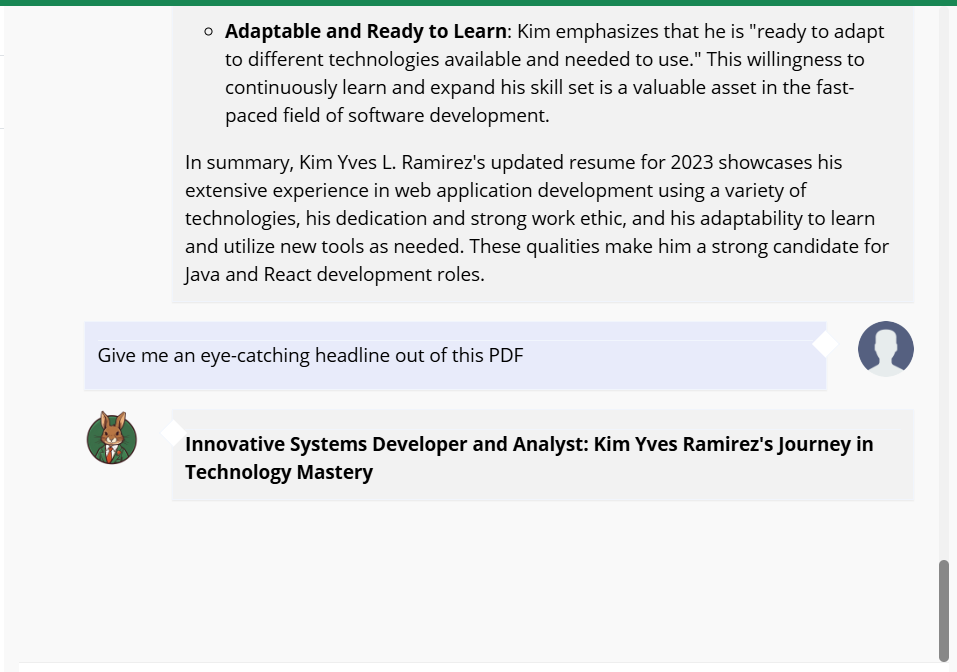 Adaptable and Ready to Learn: Kim emphasizes that he is "ready to adapt
to different technologies available and needed to use." This willingness to
continuously learn and expand his skill set is a valuable asset in the fast-
paced field of software development.
In summary, Kim Yves L. Ramirez's updated resume for 2023 showcases his
extensive experience in web application development using a variety of
technologies, his dedication and strong work ethic, and his adaptability to learn
and utilize new tools as needed. These qualities make him a strong candidate for
Java and React development roles.
Give me an eye-catching headline out of this PDF
Innovative Systems Developer and Analyst: Kim Yves Ramirez's Journey in
Technology Mastery